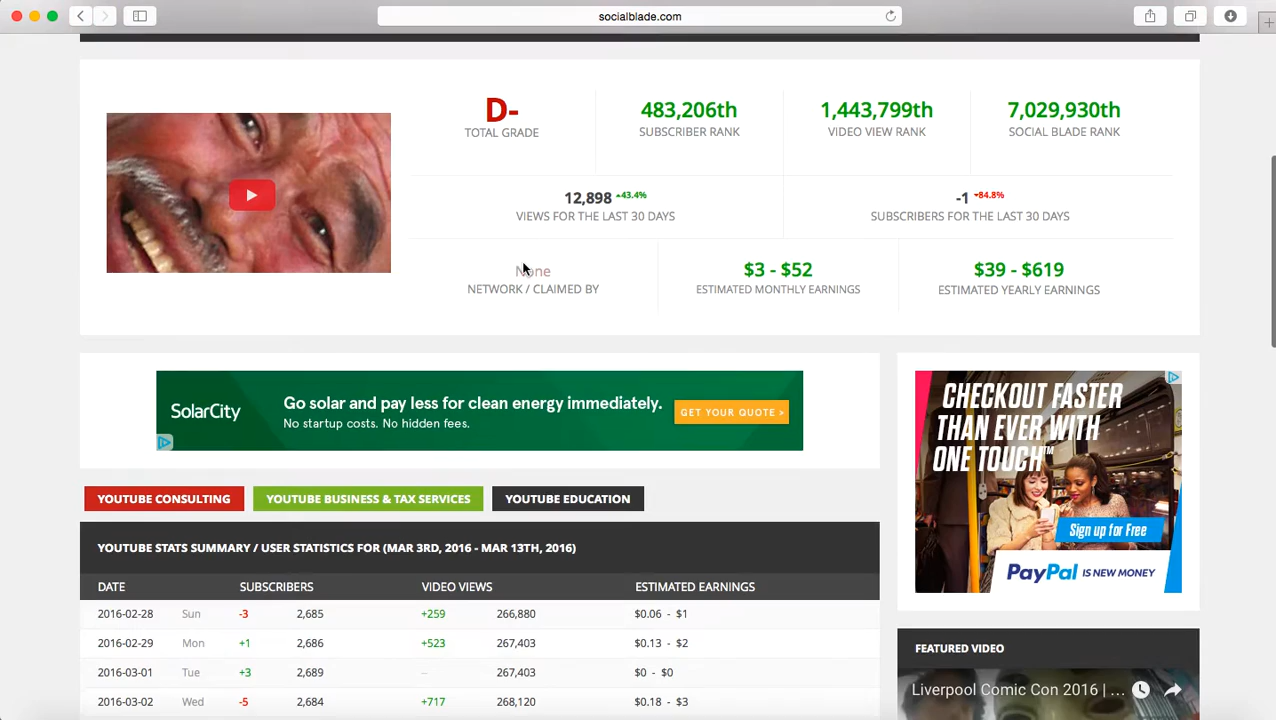 socialblade.com
D-
TOTAL GRADE
483,206th
SUBSCRIBER RANK
1,443,799th
VIDEO VIEW RANK
7,029,930th
SOCIAL BLADE RANK
12,898 43.4%
VIEWS FOR THE LAST 30 DAYS
-1 -84.8%
SUBSCRIBERS FOR THE LAST 30 DAYS
None
NETWORK / CLAIMED BY
$3 - $52
ESTIMATED MONTHLY EARNINGS
$39 - $619
ESTIMATED YEARLY EARNINGS
SolarCity
Go solar and pay less for clean energy immediately.
No startup costs. No hidden fees.
GET YOUR QUOTE >
CHECKOUT FASTER
THAN EVER WITH
ONE TOUCH™
Sign up for Free
PayPal IS NEW MONEY
YOUTUBE CONSULTING
YOUTUBE BUSINESS & TAX SERVICES
YOUTUBE EDUCATION
YOUTUBE STATS SUMMARY / USER STATISTICS FOR (MAR 3RD, 2016 - MAR 13TH, 2016)
DATE SUBSCRIBERS VIDEO VIEWS ESTIMATED EARNINGS
2016-02-28 Sun -3 2,685 +259 266,880 $0.06 - $1
2016-02-29 Mon +1 2,686 +523 267,403 $0.13 - $2
2016-03-01 Tue +3 2,689 -- 267,403 $0 - $0
2016-03-02 Wed -5 2,684 +717 268,120 $0.18 - $3
FEATURED VIDEO
Liverpool Comic Con 2016 | ...